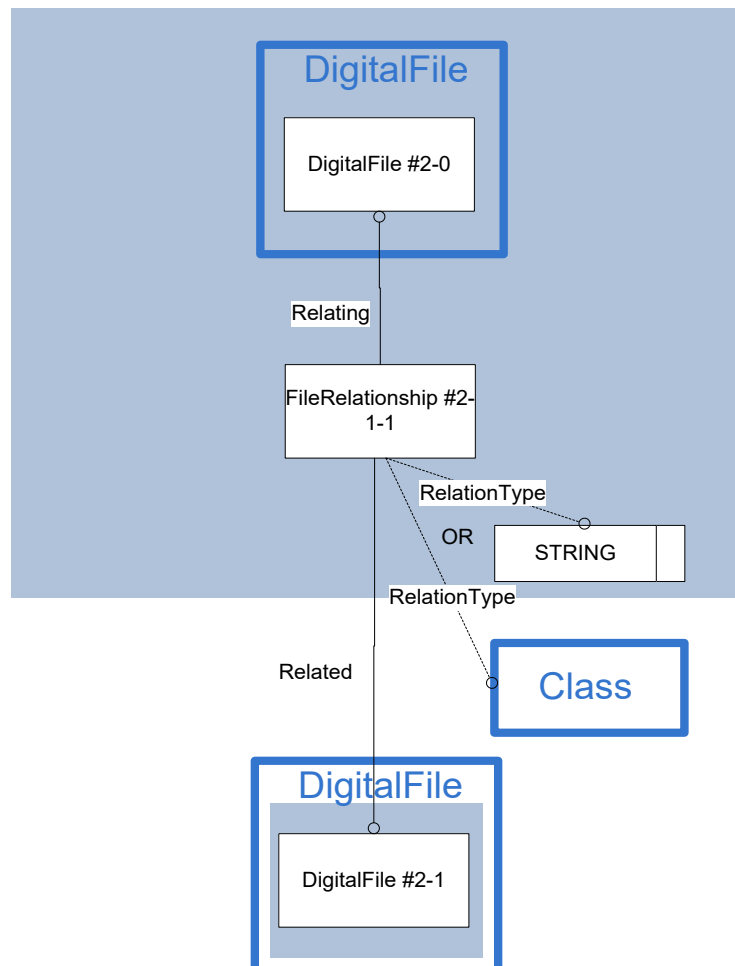 DigitalFile
DigitalFile #2-0
Relating
FileRelationship #2-
1-1
RelationType
OR
STRING
RelationType
Related
Class
DigitalFile
DigitalFile #2-1